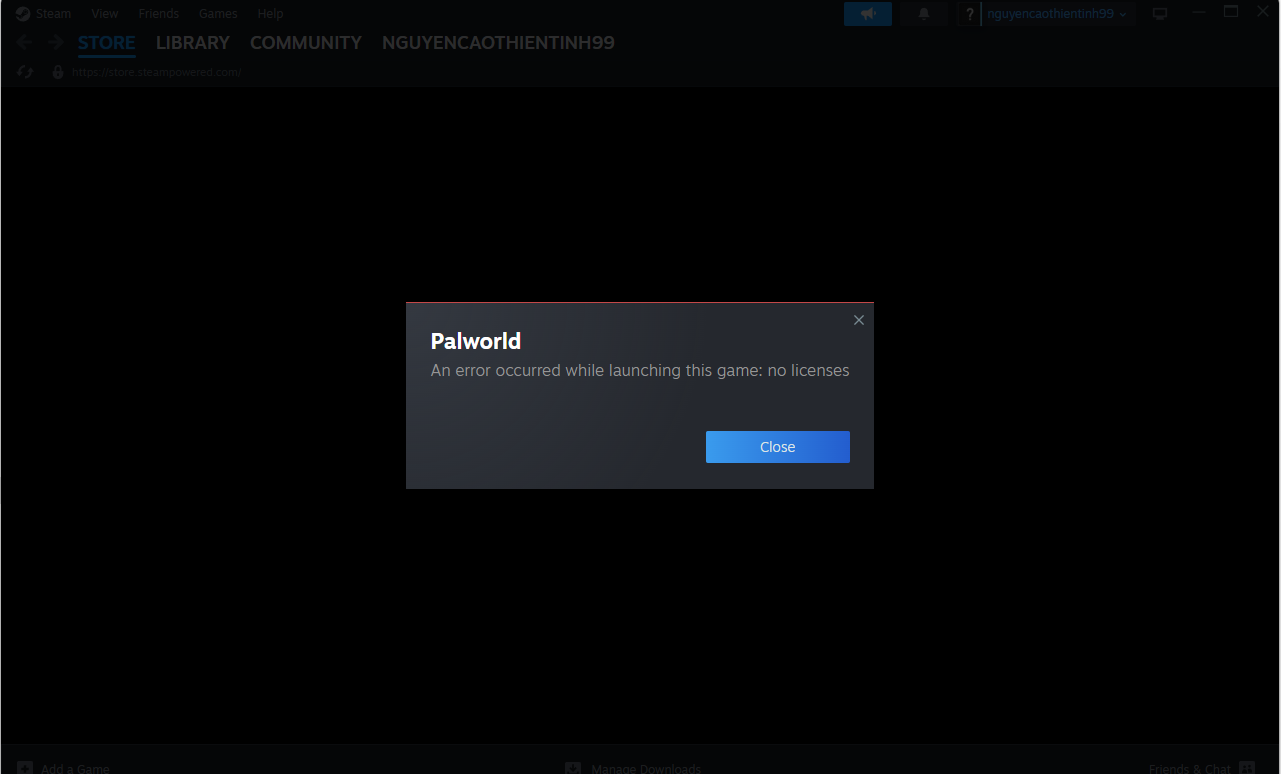 Steam View Friends Games Help ? nguyencaothientinh99
STORE LIBRARY COMMUNITY NGUYENCAOTHIENTINH99
https://store.steampowered.com/
Palworld
An error occurred while launching this game: no licenses
Close
Add a Game Manage Downloads Friends & Chat